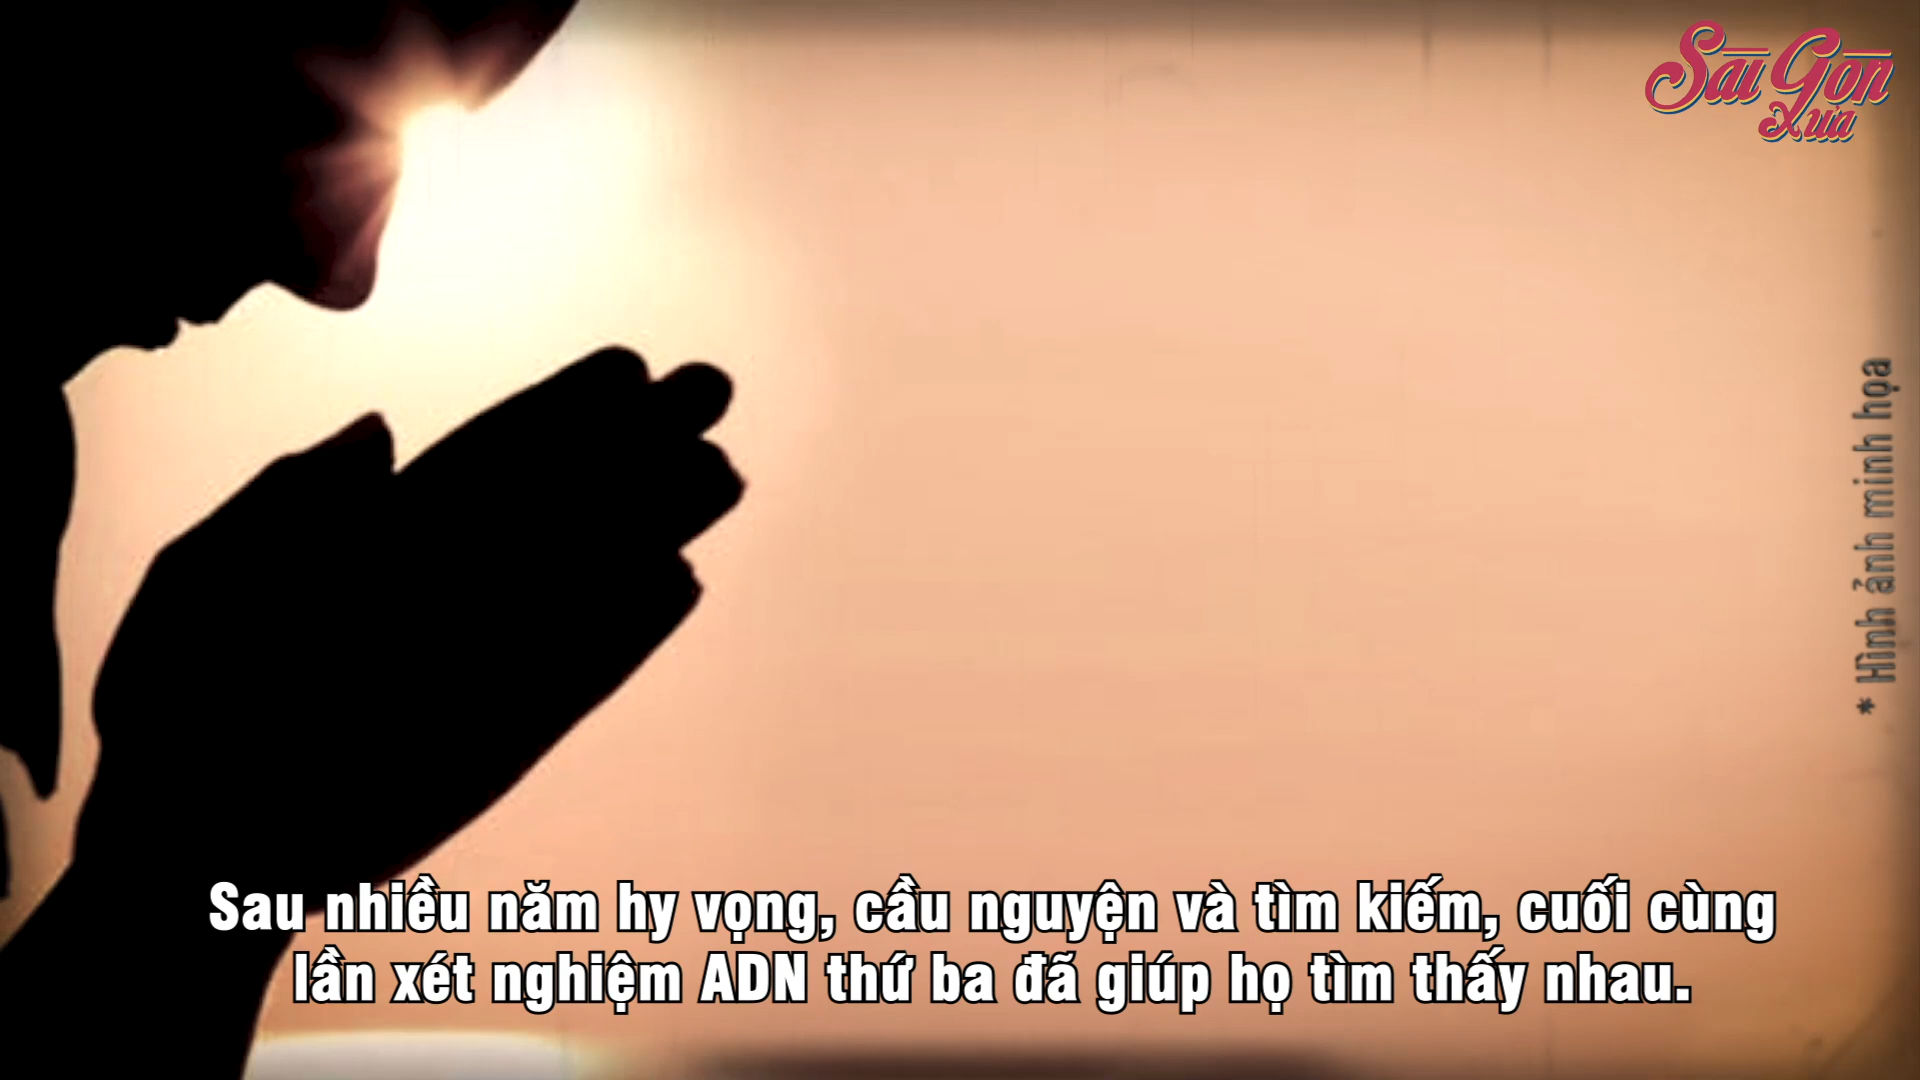 Sài Gòn
xưa
* Hình ảnh minh họa
Sau nhiều năm hy vọng, cầu nguyện và tìm kiếm, cuối cùng
lần xét nghiệm ADN thứ ba đã giúp họ tìm thấy nhau.